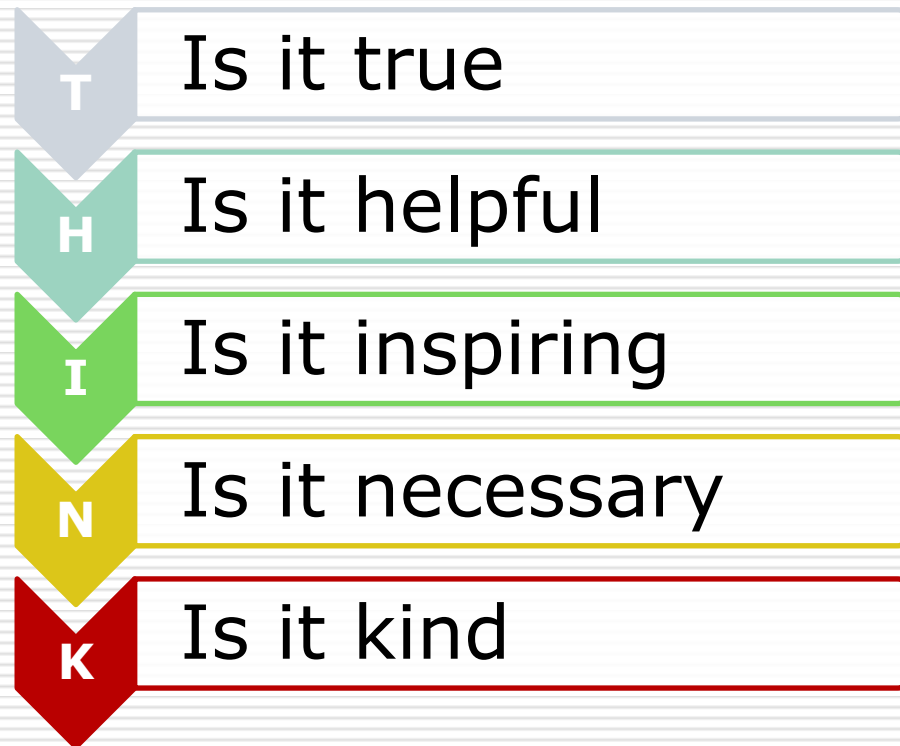 T Is it true
H Is it helpful
I Is it inspiring
N Is it necessary
K Is it kind